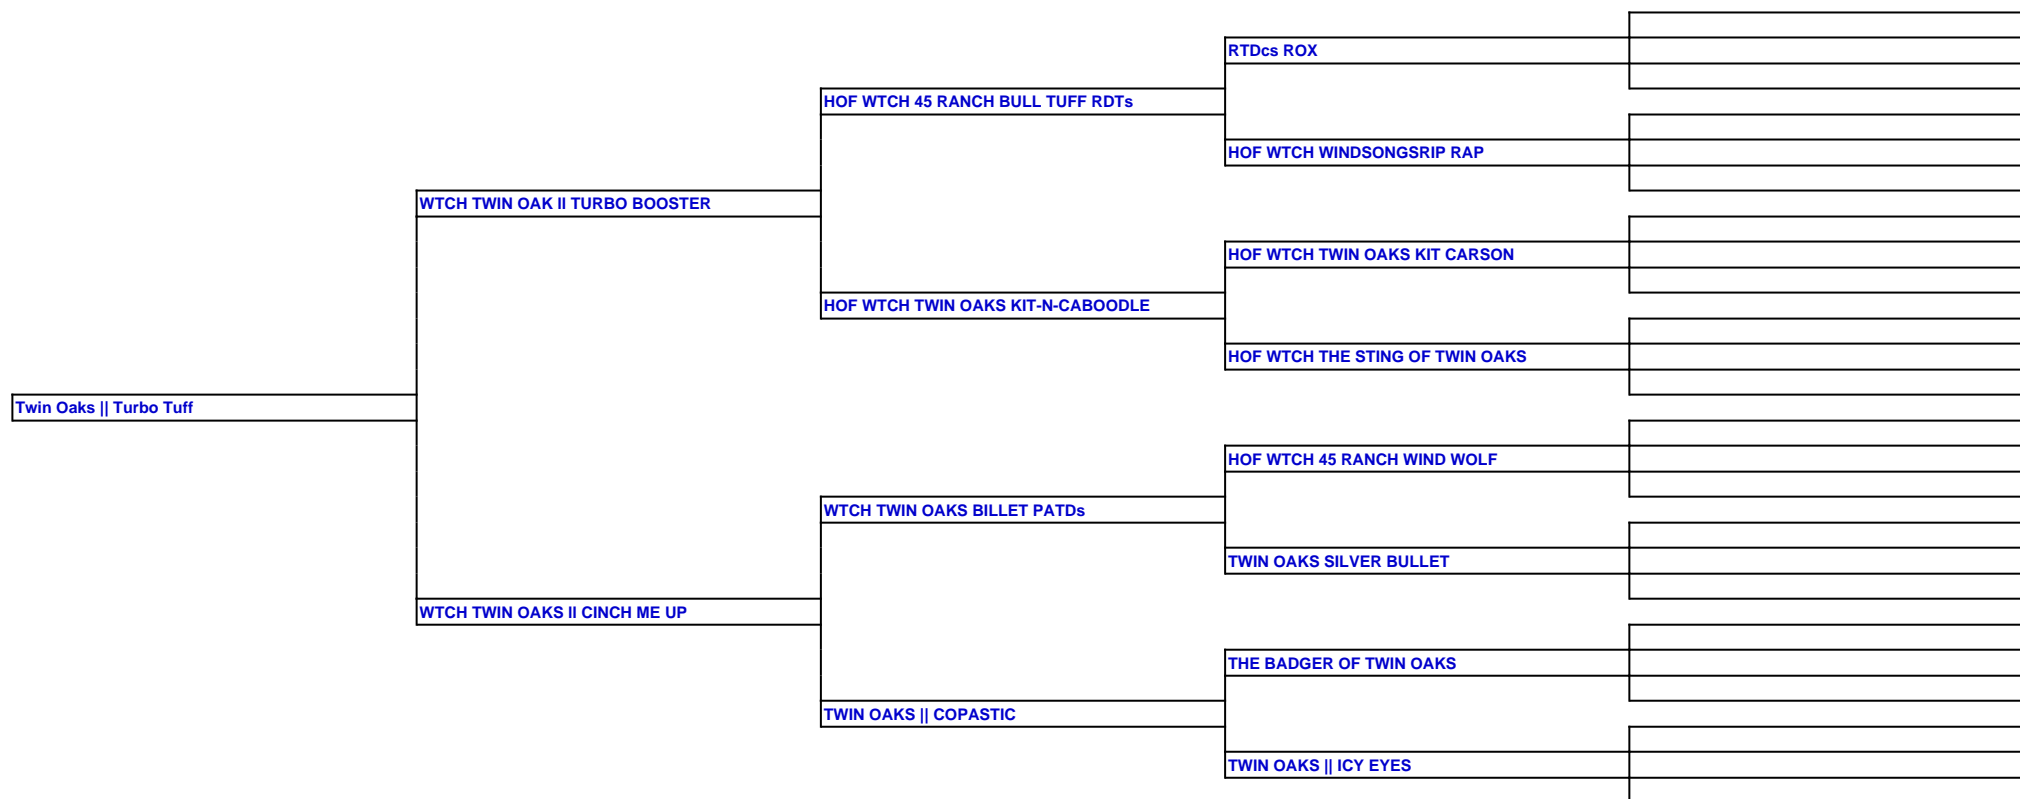 RTDcs ROX
HOF WTCH 45 RANCH BULL TUFF RDTs
HOF WTCH WINDSONGSRIP RAP
WTCH TWIN OAK II TURBO BOOSTER
HOF WTCH TWIN OAKS KIT CARSON
HOF WTCH TWIN OAKS KIT-N-CABOODLE
HOF WTCH THE STING OF TWIN OAKS
Twin Oaks || Turbo Tuff
HOF WTCH 45 RANCH WIND WOLF
WTCH TWIN OAKS BILLET PATDs
TWIN OAKS SILVER BULLET
WTCH TWIN OAKS II CINCH ME UP
THE BADGER OF TWIN OAKS
TWIN OAKS || COPASTIC
TWIN OAKS || ICY EYES